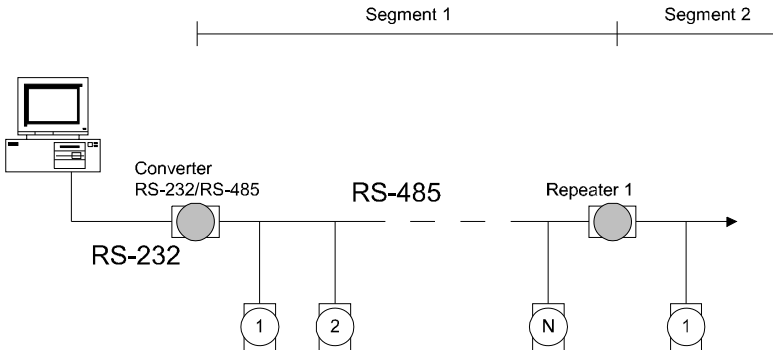 Segment 1
Segment 2
Converter
RS-232/RS-485
RS-485
Repeater 1
RS-232
1
2
N
1